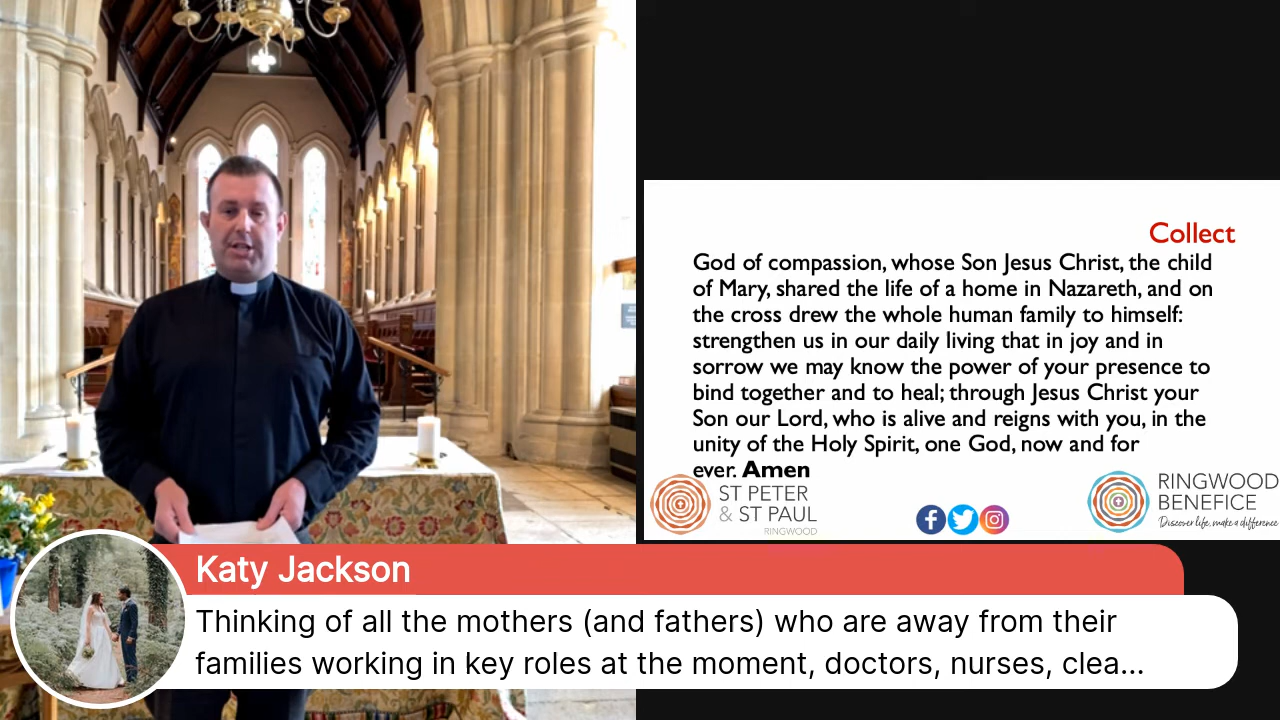 Collect
God of compassion, whose Son Jesus Christ, the child
of Mary, shared the life of a home in Nazareth, and on
the cross drew the whole human family to himself:
strengthen us in our daily living that in joy and in
sorrow we may know the power of your presence to
bind together and to heal; through Jesus Christ your
Son our Lord, who is alive and reigns with you, in the
unity of the Holy Spirit, one God, now and for
ever. Amen
ST PETER
& ST PAUL
RINGWOOD
RINGWOOD
BENEFICE
Discover life, make a difference
Katy Jackson
Thinking of all the mothers (and fathers) who are away from their
families working in key roles at the moment, doctors, nurses, clea...